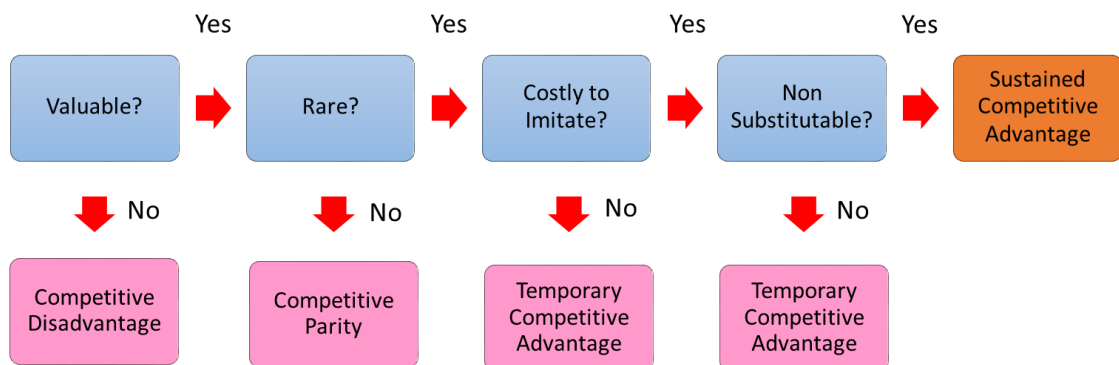 Yes
Yes
Yes
Yes
Valuable?
Rare?
Costly to
Imitate?
Non
Substitutable?
Sustained
Competitive
Advantage
No
No
No
No
Competitive
Disadvantage
Competitive
Parity
Temporary
Competitive
Advantage
Temporary
Competitive
Advantage